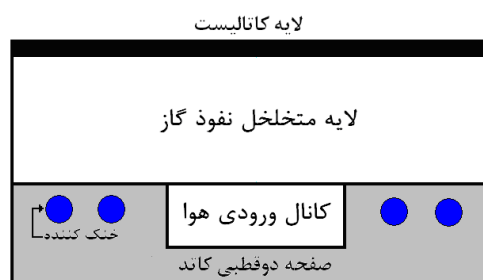 لایه کاتالیست
لایه متخلخل نفوذ گاز
کانال ورودی هوا
خنک کننده
صفحه دوقطبی کاتد